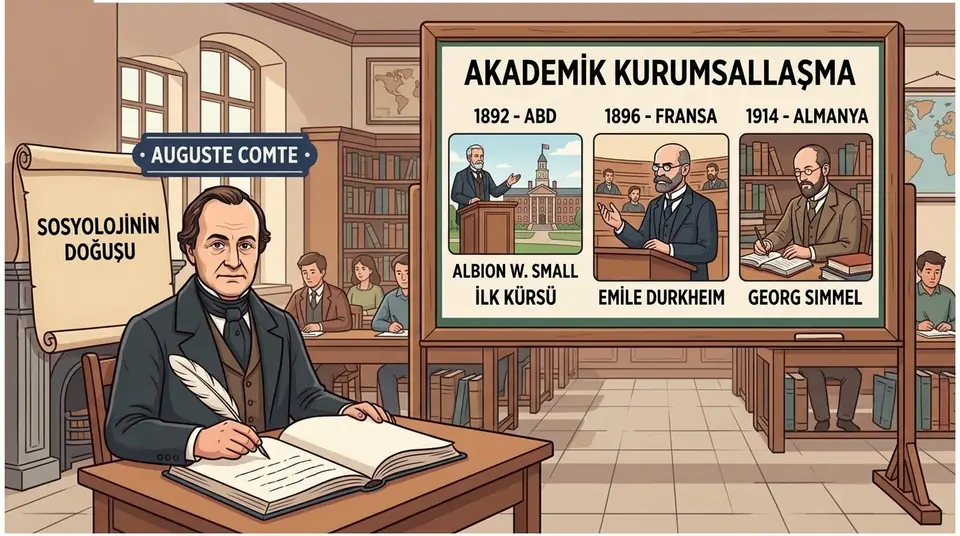 AUGUSTE COMTE
SOSYOLOJİNİN
DOĞUŞU
AKADEMİK KURUMSALLAŞMA
1892 - ABD
1896 - FRANSA
1914 - ALMANYA
ALBION W. SMALL
İLK KÜRSÜ
EMİLE DURKHEIM
GEORG SIMMEL